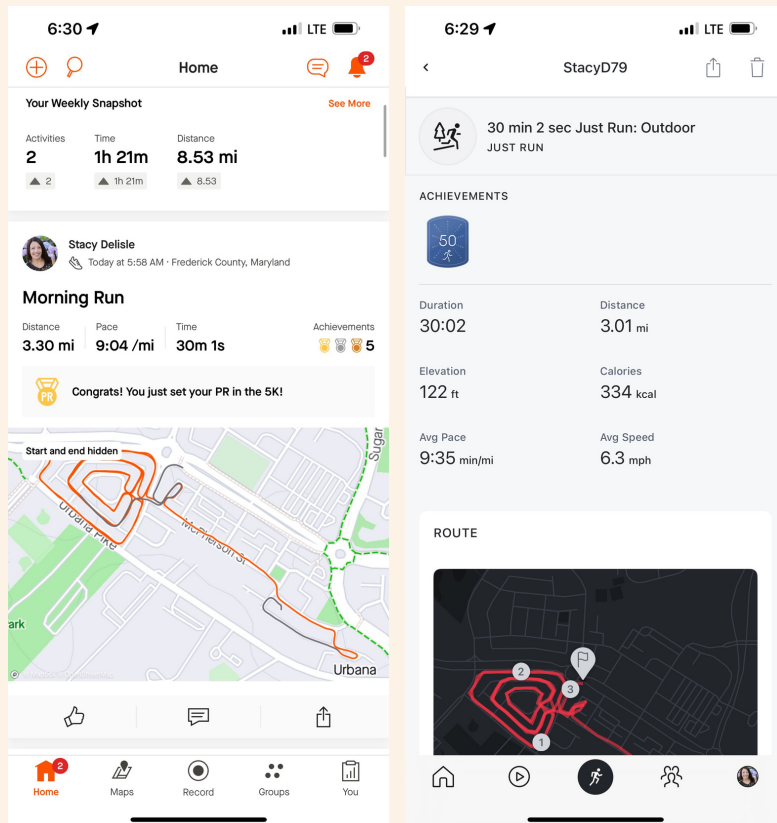 6:30
LTE
2
Home
Your Weekly Snapshot
See More
Activities
Time
Distance
2
1h 21m
8.53 mi
▲ 2
▲ 1h 21m
▲ 8.53
Stacy Delisle
Today at 5:58 AM · Frederick County, Maryland
Morning Run
Distance
Pace
Time
Achievements
3.30 mi
9:04 /mi
30m 1s
5
PR
Congrats! You just set your PR in the 5K!
Start and end hidden
Sugar
Urbana Pike
McPherson St
ark
Urbana
2
Home
Maps
Record
Groups
You
6:29
LTE
StacyD79
30 min 2 sec Just Run: Outdoor
JUST RUN
ACHIEVEMENTS
50
Duration
Distance
30:02
3.01 mi
Elevation
Calories
122 ft
334 kcal
Avg Pace
Avg Speed
9:35 min/mi
6.3 mph
ROUTE
2
3
1